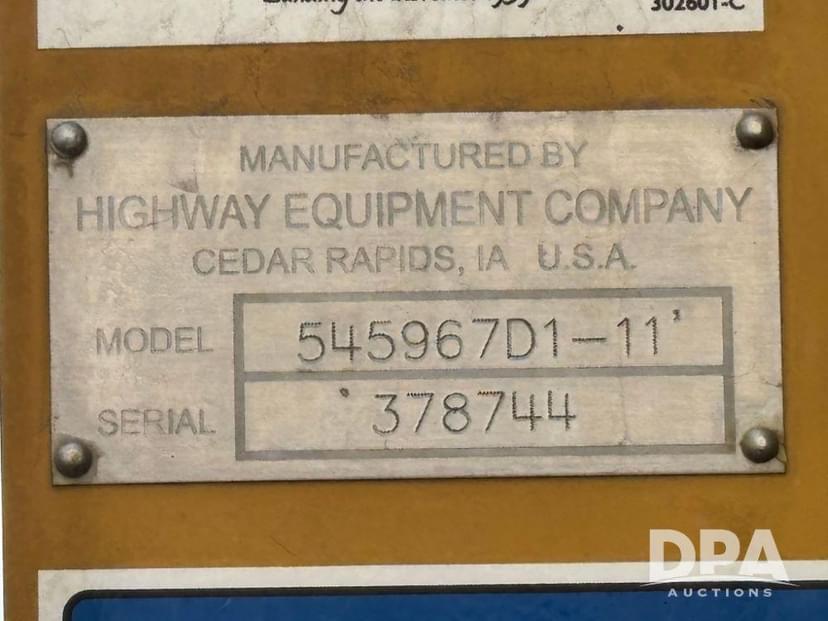 302601-C
MANUFACTURED BY
HIGHWAY EQUIPMENT COMPANY
CEDAR RAPIDS, IA U.S.A.
MODEL 545967D1-11'
SERIAL 378744
DPA
AUCTIONS